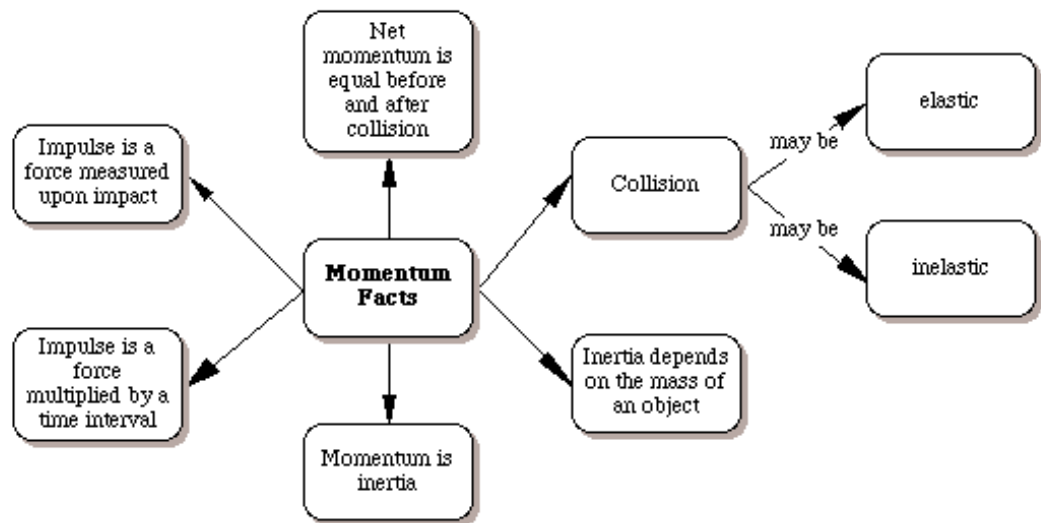 Net
momentum is
equal before
and after
collision
elastic
Impulse is a
force measured
upon impact
may be
Collision
may be
inelastic
Momentum
Facts
Impulse is a
force
multiplied by a
time interval
Inertia depends
on the mass of
an object
Momentum is
inertia